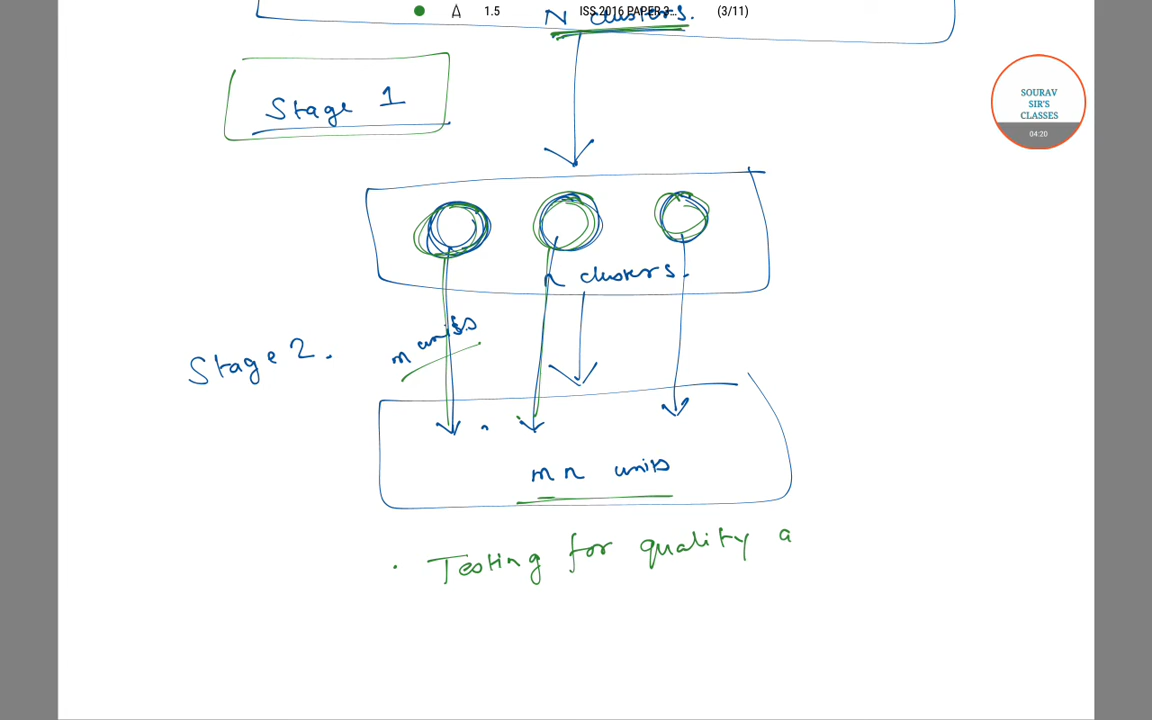 1.5 ISS 2016 PAPER 2... (3/11)
N clusters.
SOURAV
SIR'S
CLASSES
04:20
Stage 1
n clusters.
m units
Stage 2.
mn units
. Testing for quality a